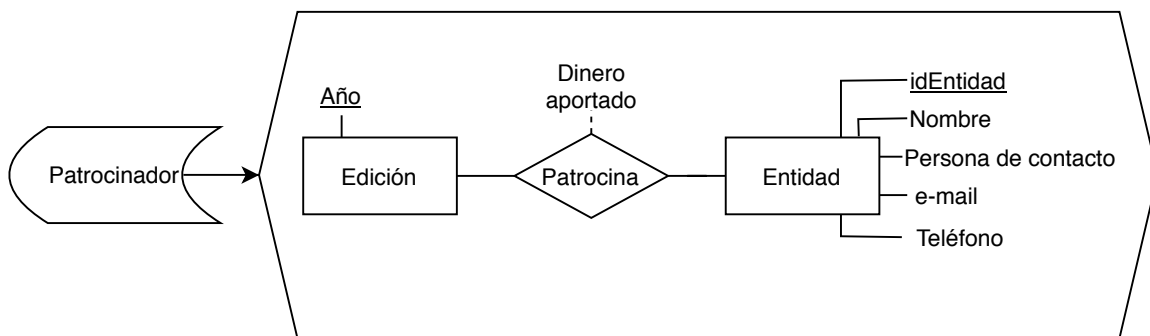 Patrocinador
Año
Edición
Dinero
aportado
Patrocina
Entidad
idEntidad
Nombre
Persona de contacto
e-mail
Teléfono